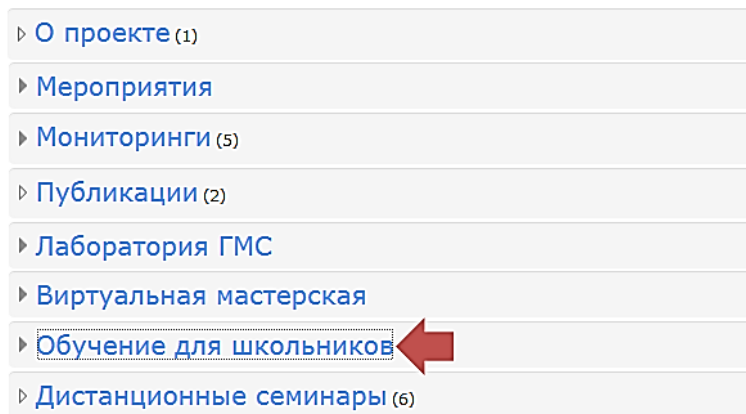 О проекте (1)
Мероприятия
Мониторинги (5)
Публикации (2)
Лаборатория ГМС
Виртуальная мастерская
Обучение для школьников
Дистанционные семинары (6)